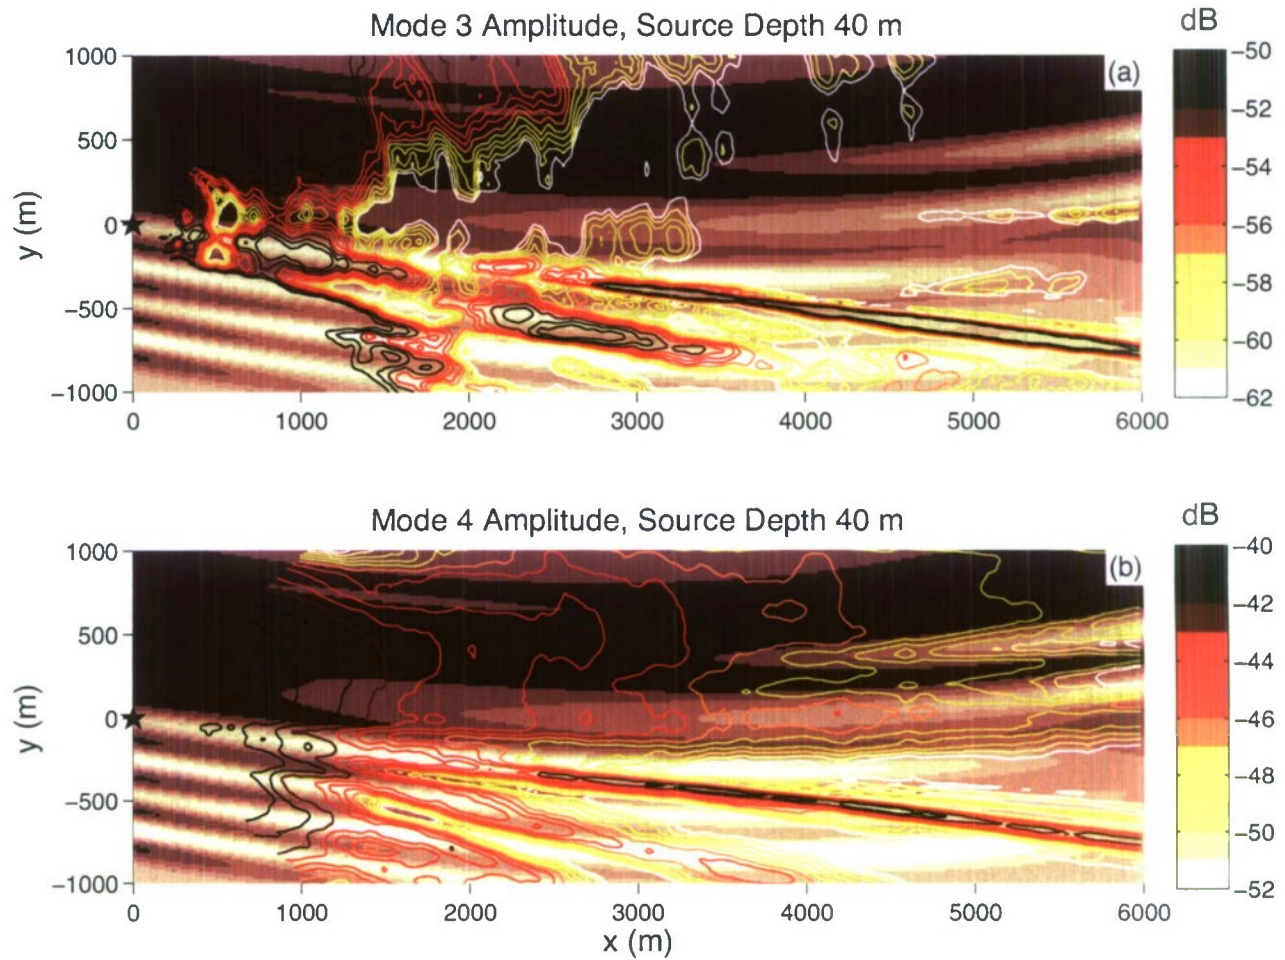 Mode 3 Amplitude, Source Depth 40 m
dB
(a)
1000
500
0
−500
−1000
y (m)
0 1000 2000 3000 4000 5000 6000
−50
−52
−54
−56
−58
−60
−62
Mode 4 Amplitude, Source Depth 40 m
dB
(b)
1000
500
0
−500
−1000
y (m)
0 1000 2000 3000 4000 5000 6000
x (m)
−40
−42
−44
−46
−48
−50
−52